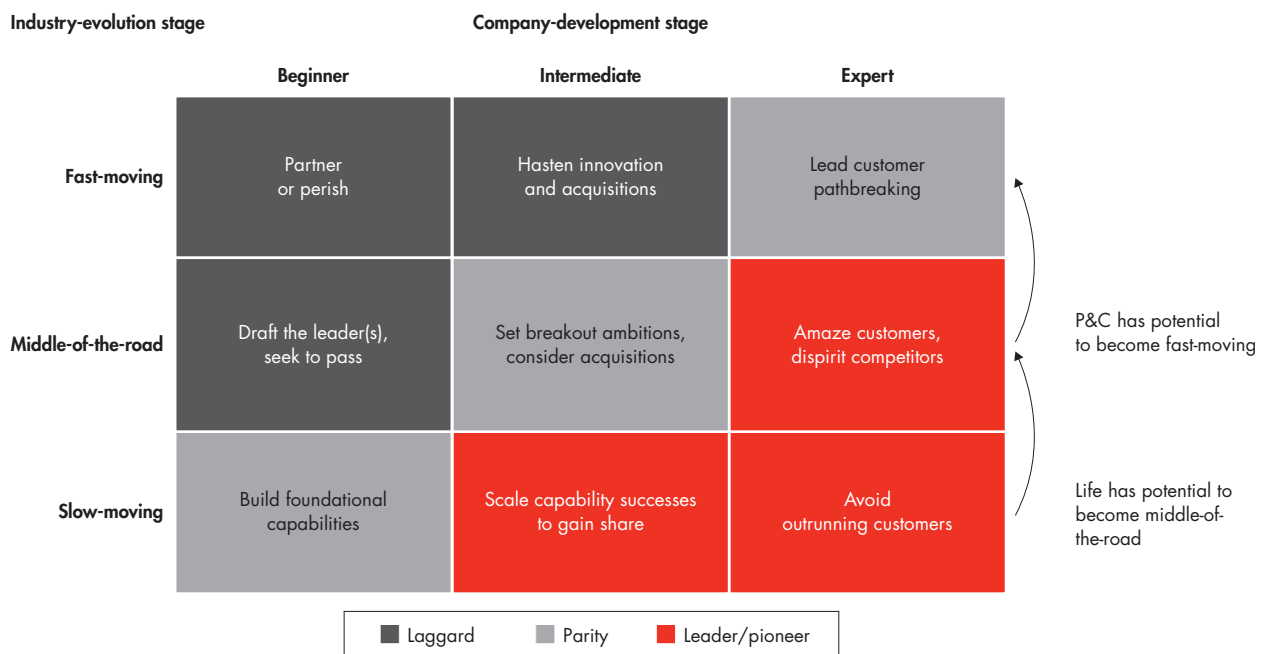 Industry-evolution stage
Company-development stage
Beginner
Intermediate
Expert
Fast-moving
Partner
or perish
Hasten innovation
and acquisitions
Lead customer
pathbreaking
Middle-of-the-road
Draft the leader(s),
seek to pass
Set breakout ambitions,
consider acquisitions
Amaze customers,
dispirit competitors
P&C has potential
to become fast-moving
Slow-moving
Build foundational
capabilities
Scale capability successes
to gain share
Avoid
outrunning customers
Life has potential to
become middle-of-
the-road
Laggard
Parity
Leader/pioneer